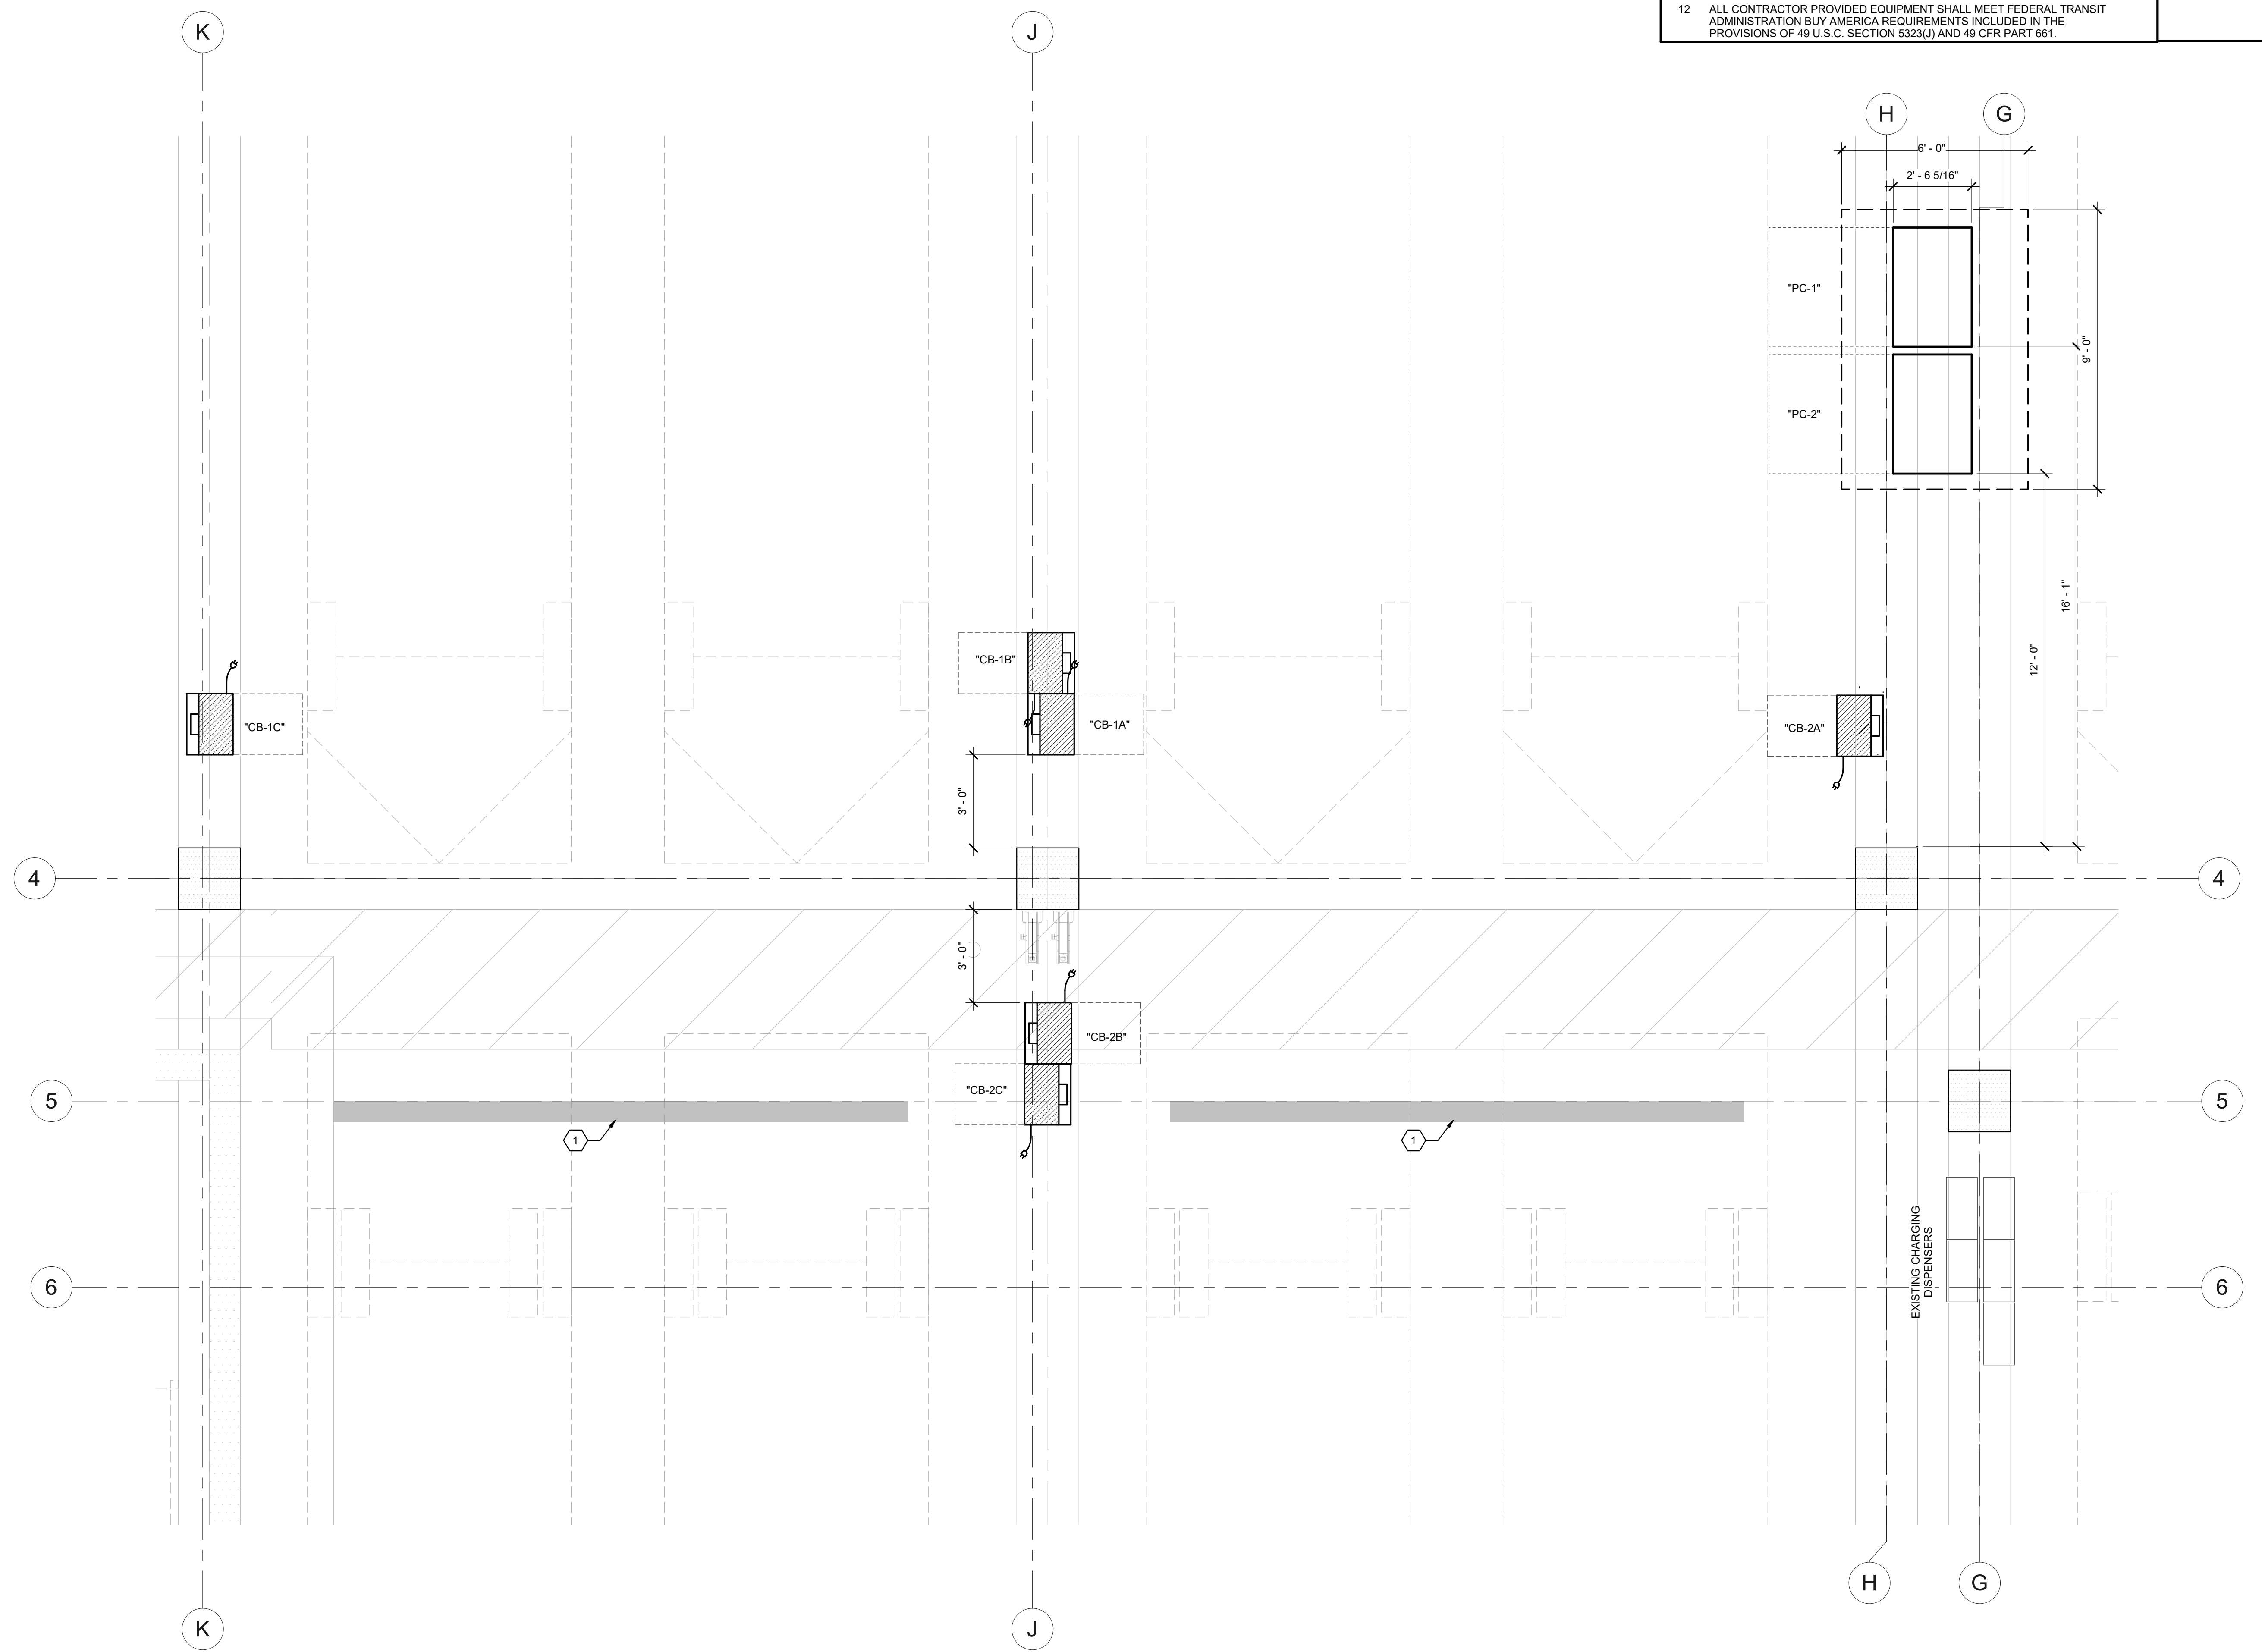 12 ALL CONTRACTOR PROVIDED EQUIPMENT SHALL MEET FEDERAL TRANSIT
ADMINISTRATION BUY AMERICA REQUIREMENTS INCLUDED IN THE
PROVISIONS OF 49 U.S.C. SECTION 5323(J) AND 49 CFR PART 661.
K
J
H
G
6' - 0"
2' - 6 5/16"
"PC-1"
9' - 0"
"PC-2"
16' - 1"
12' - 0"
"CB-1B"
"CB-1C"
"CB-1A"
"CB-2A"
3' - 0"
4
4
3' - 0"
"CB-2B"
"CB-2C"
5
5
1
1
EXISTING CHARGING
DISPENSERS
6
6
H
G
K
J